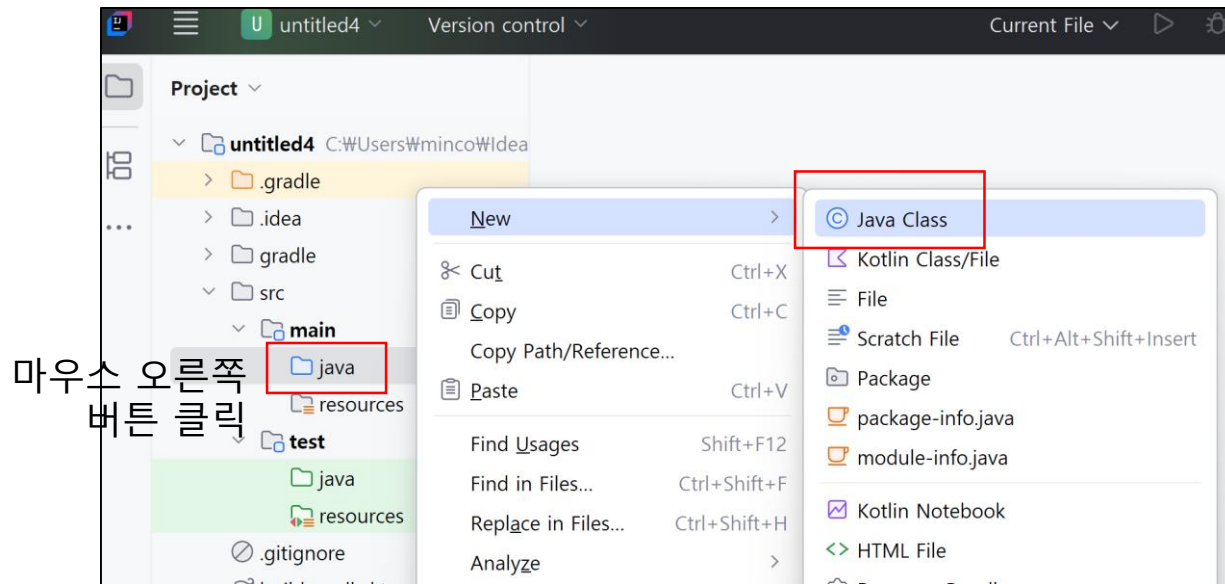 U untitled4 Version control Current File
Project
untitled4 C:₩Users₩minco₩Idea
.gradle
.idea
gradle
src
main
java
resources
test
java
resources
.gitignore
마우스 오른쪽
버튼 클릭
New
Cut Ctrl+X
Copy Ctrl+C
Copy Path/Reference...
Paste Ctrl+V
Find Usages Shift+F12
Find in Files... Ctrl+Shift+F
Replace in Files... Ctrl+Shift+H
Analyze
Java Class
Kotlin Class/File
File
Scratch File Ctrl+Alt+Shift+Insert
Package
package-info.java
module-info.java
Kotlin Notebook
HTML File